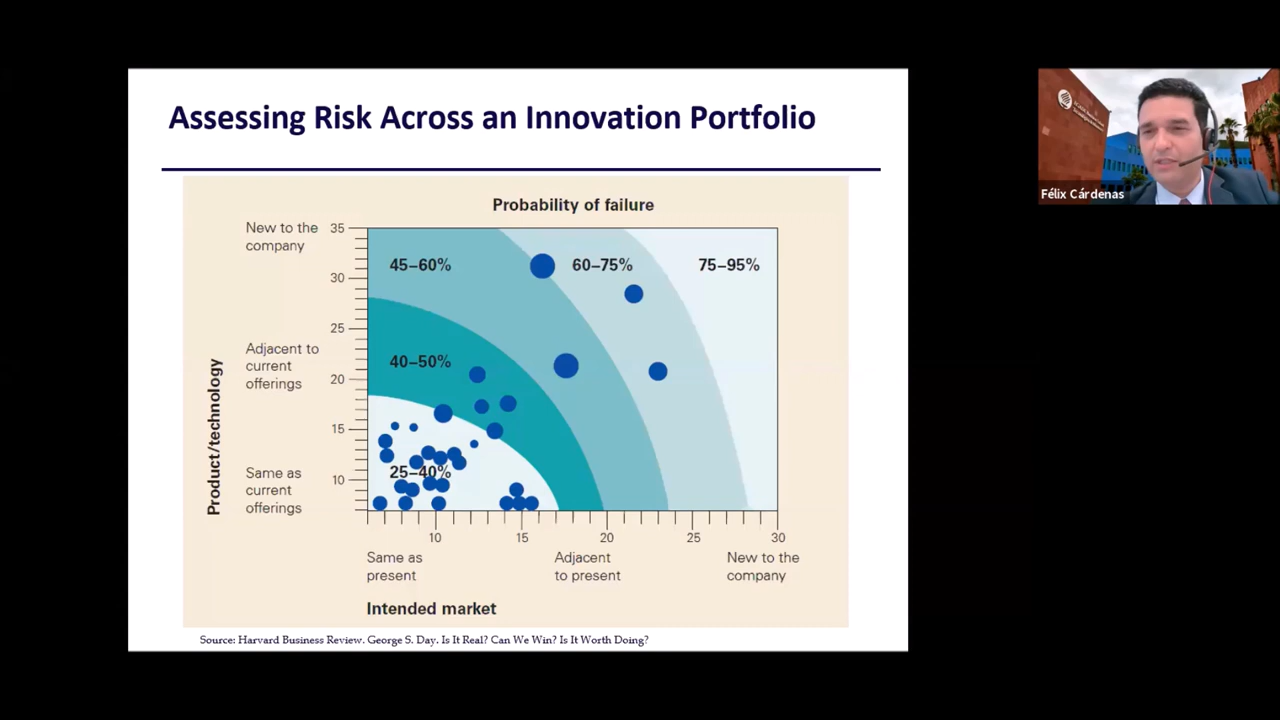 Assessing Risk Across an Innovation Portfolio
Probability of failure
New to the
company
Adjacent to
current
offerings
Same as
current
offerings
Product/technology
35
30
25
20
15
10
45–60%
60–75%
75–95%
40–50%
25–40%
10
15
20
25
30
Same as
present
Adjacent
to present
New to the
company
Intended market
Source: Harvard Business Review. George S. Day. Is It Real? Can We Win? Is It Worth Doing?
Félix Cárdenas